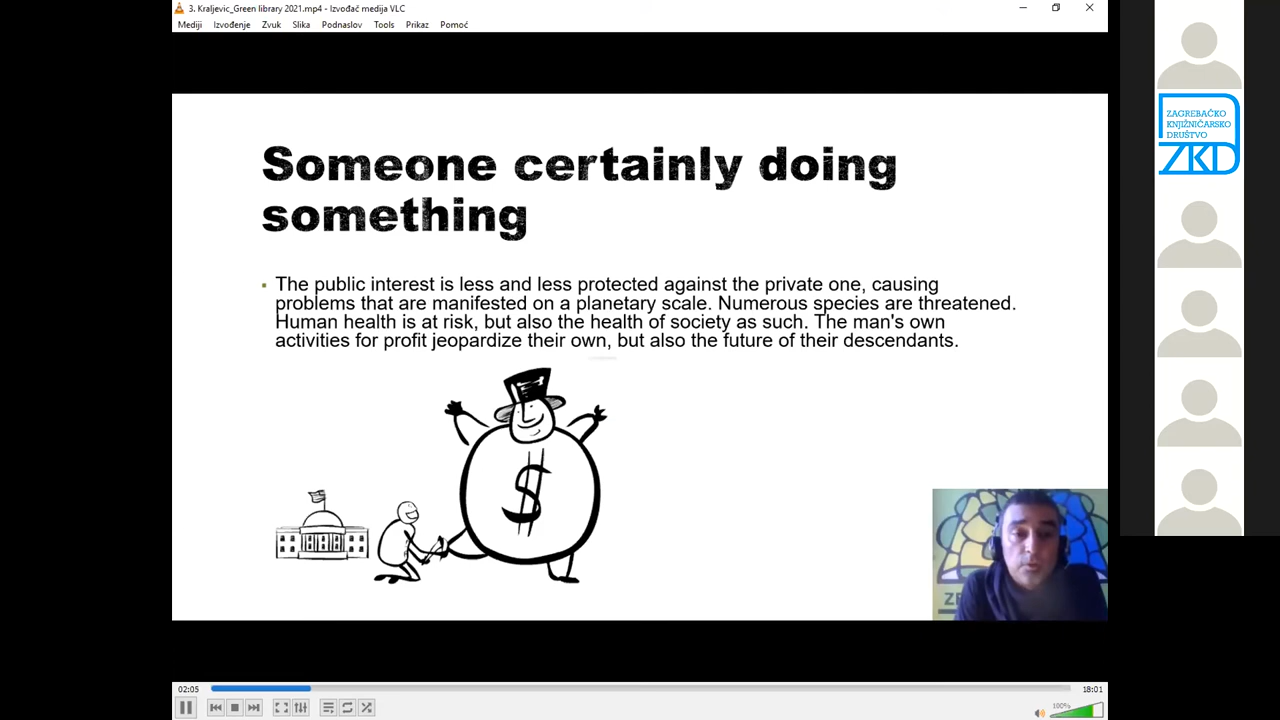 3. Kraljevic_Green library 2021.mp4 - Izvođač medija VLC
Mediji Izvođenje Zvuk Slika Podnaslov Tools Prikaz Pomoć
ZAGREBAČKO
KNJIŽNIČARSKO
DRUŠTVO
ZKD
Someone certainly doing
something
The public interest is less and less protected against the private one, causing
problems that are manifested on a planetary scale. Numerous species are threatened.
Human health is at risk, but also the health of society as such. The man's own
activities for profit jeopardize their own, but also the future of their descendants.
$
02:05
18:01
100%